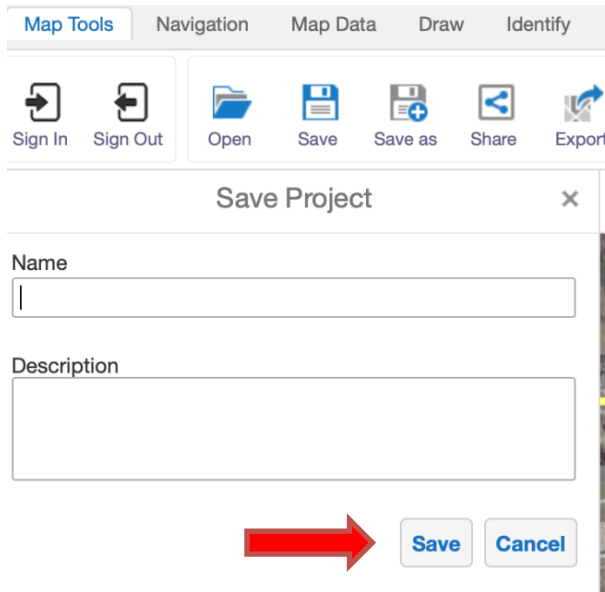 Map Tools Navigation Map Data Draw Identify
Sign In Sign Out Open Save Save as Share Export
Save Project
Name
Description
Save Cancel